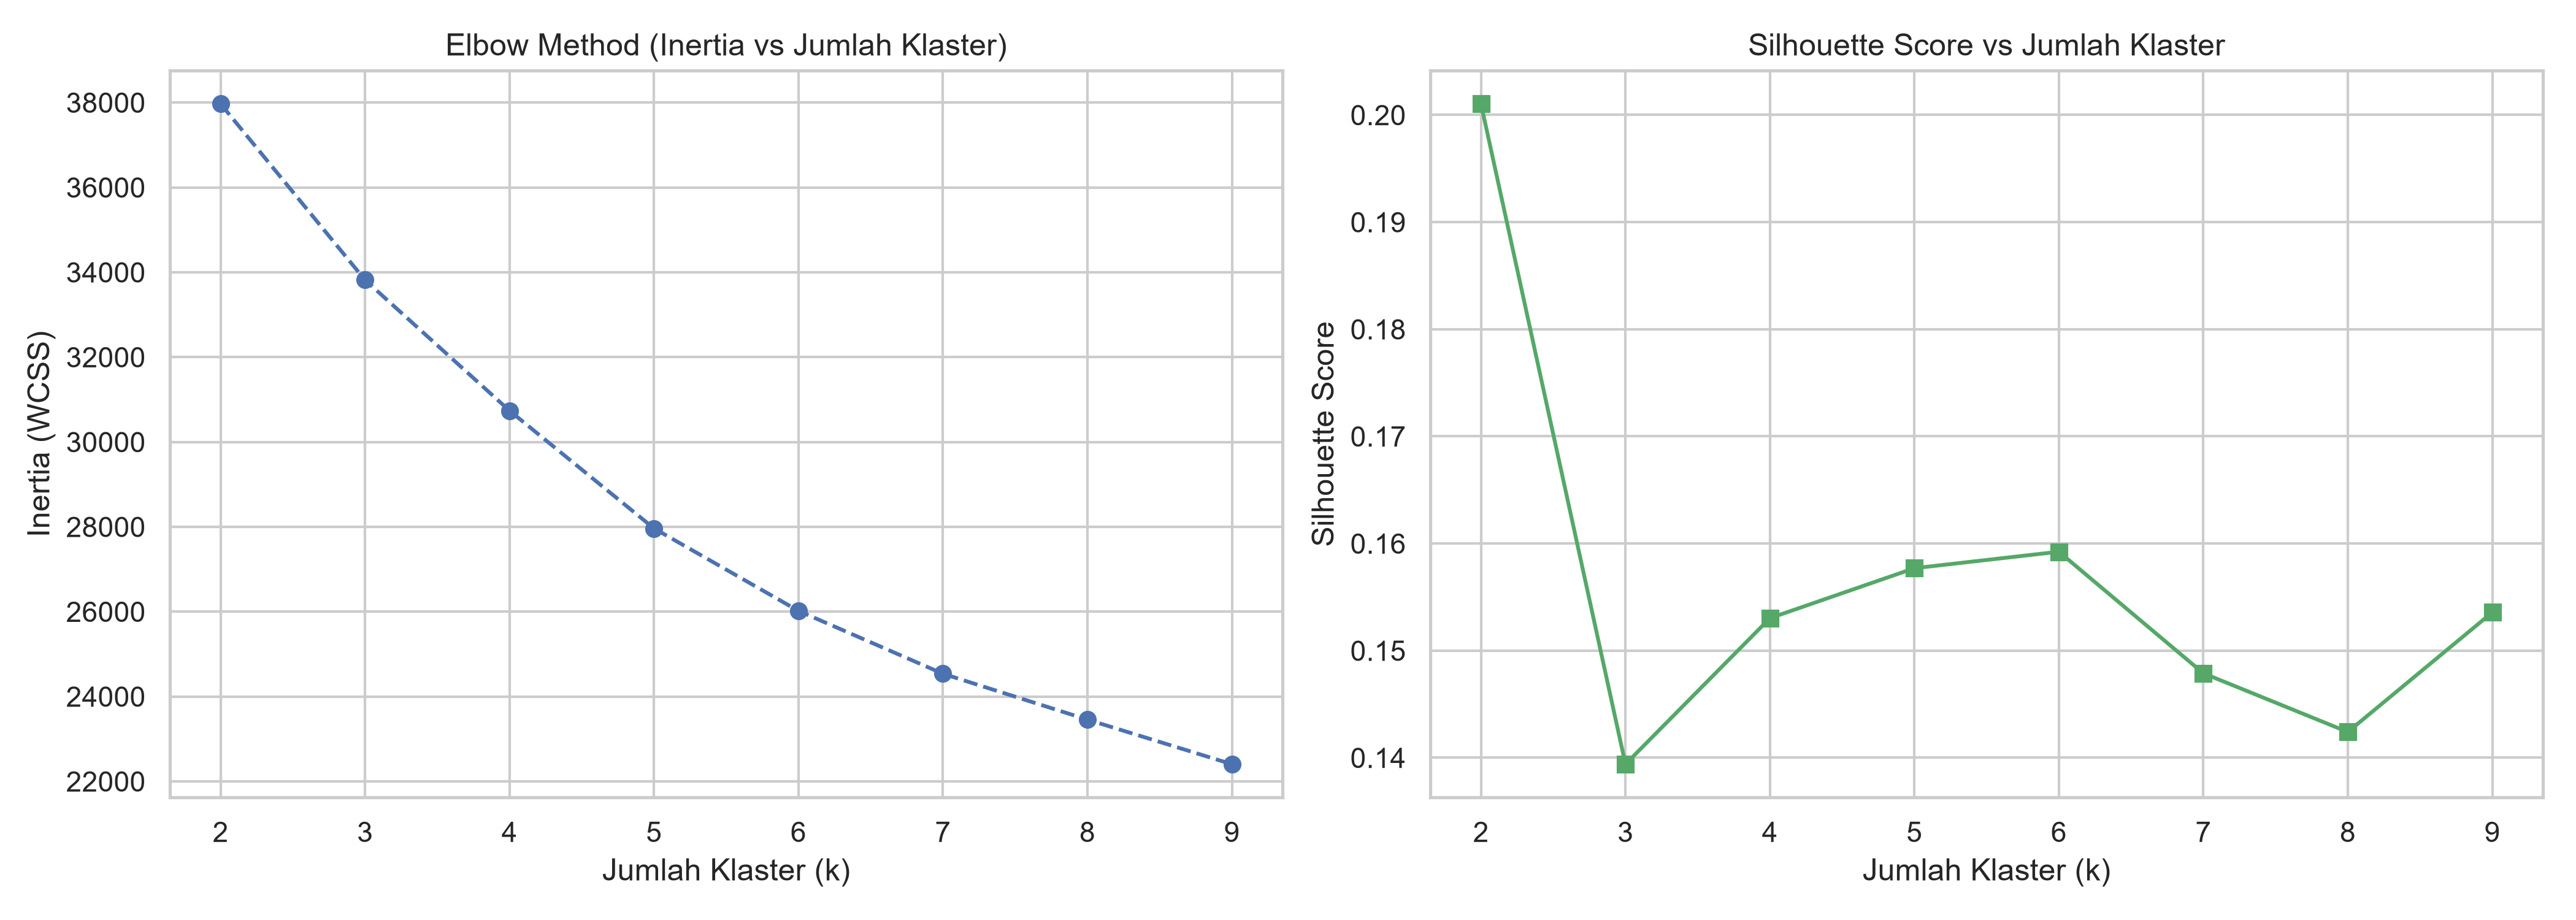 Elbow Method (Inertia vs Jumlah Klaster)
Inertia (WCSS)
38000
36000
34000
32000
30000
28000
26000
24000
22000
2 3 4 5 6 7 8 9
Jumlah Klaster (k)
Silhouette Score vs Jumlah Klaster
Silhouette Score
0.20
0.19
0.18
0.17
0.16
0.15
0.14
2 3 4 5 6 7 8 9
Jumlah Klaster (k)